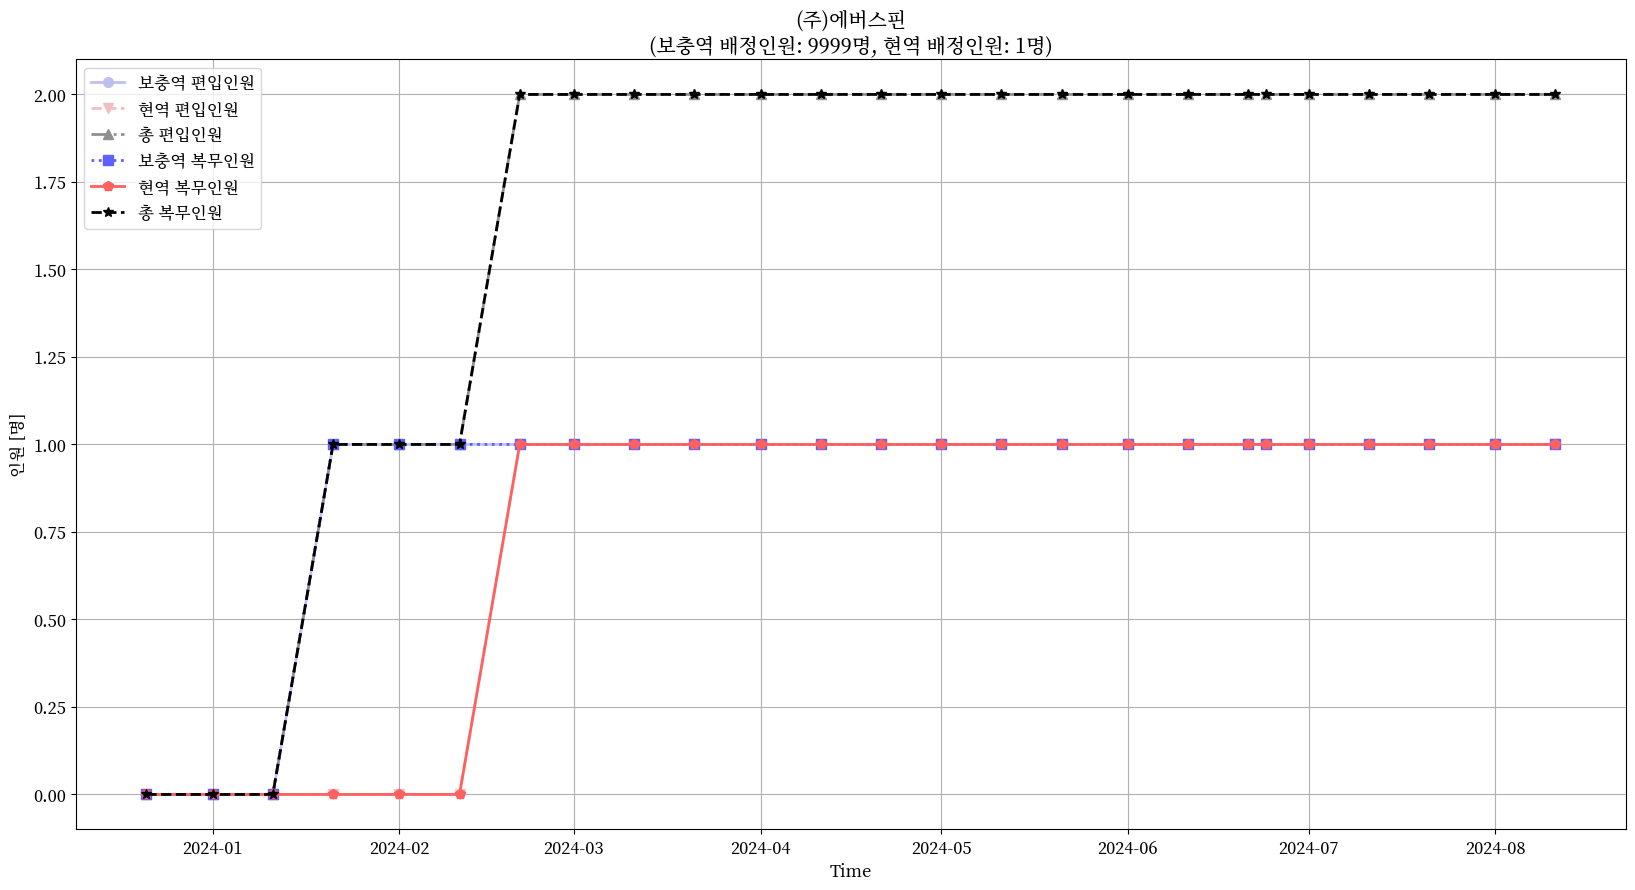 (주)에버스핀
(보충역 배정인원: 9999명, 현역 배정인원: 1명)
보충역 편입인원
현역 편입인원
총 편입인원
보충역 복무인원
현역 복무인원
총 복무인원
2.00
1.75
1.50
1.25
1.00
0.75
0.50
0.25
0.00
인원 [명]
2024-01 2024-02 2024-03 2024-04 2024-05 2024-06 2024-07 2024-08
Time